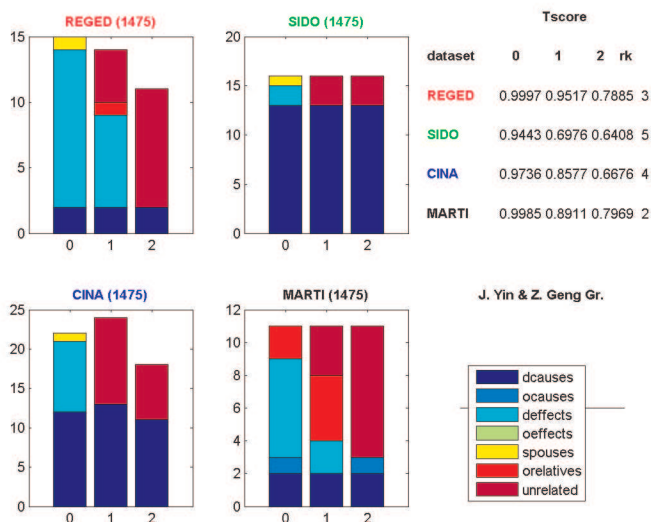 REGED (1475)
15
10
5
0
0 1 2
SIDO (1475)
20
15
10
5
0
0 1 2
Tscore
dataset 0 1 2 rk
REGED 0.9997 0.9517 0.7885 3
SIDO 0.9443 0.6976 0.6408 5
CINA 0.9736 0.8577 0.6676 4
MARTI 0.9985 0.8911 0.7969 2
CINA (1475)
25
20
15
10
5
0
0 1 2
MARTI (1475)
12
10
8
6
4
2
0
0 1 2
J. Yin & Z. Geng Gr.
dcauses
ocauses
deffects
oeffects
spouses
orelatives
unrelated